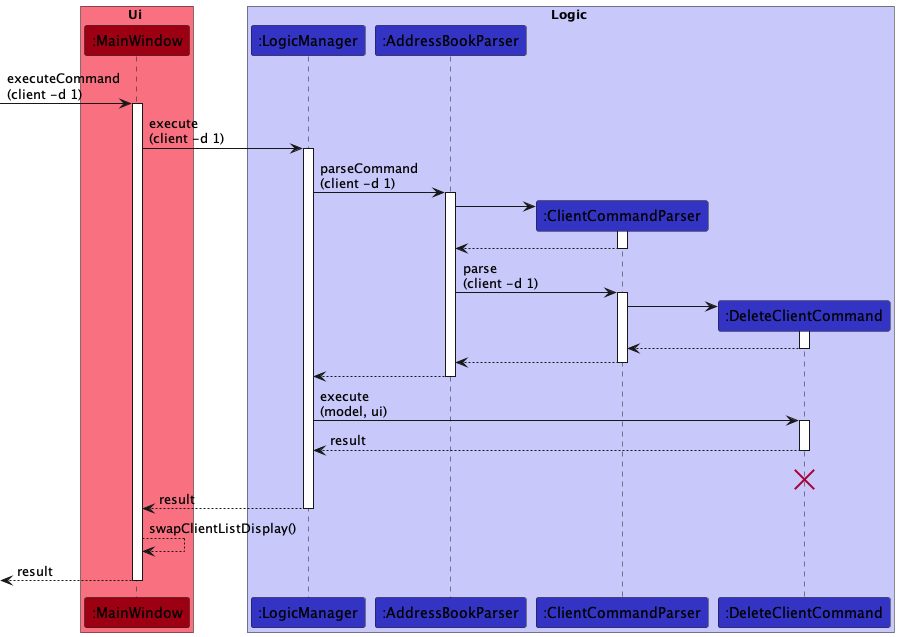 Ui
Logic
:MainWindow
:LogicManager
:AddressBookParser
executeCommand
(client -d 1)
execute
(client -d 1)
parseCommand
(client -d 1)
:ClientCommandParser
parse
(client -d 1)
:DeleteClientCommand
execute
(model, ui)
result
result
swapClientListDisplay()
result
:MainWindow
:LogicManager
:AddressBookParser
:ClientCommandParser
:DeleteClientCommand